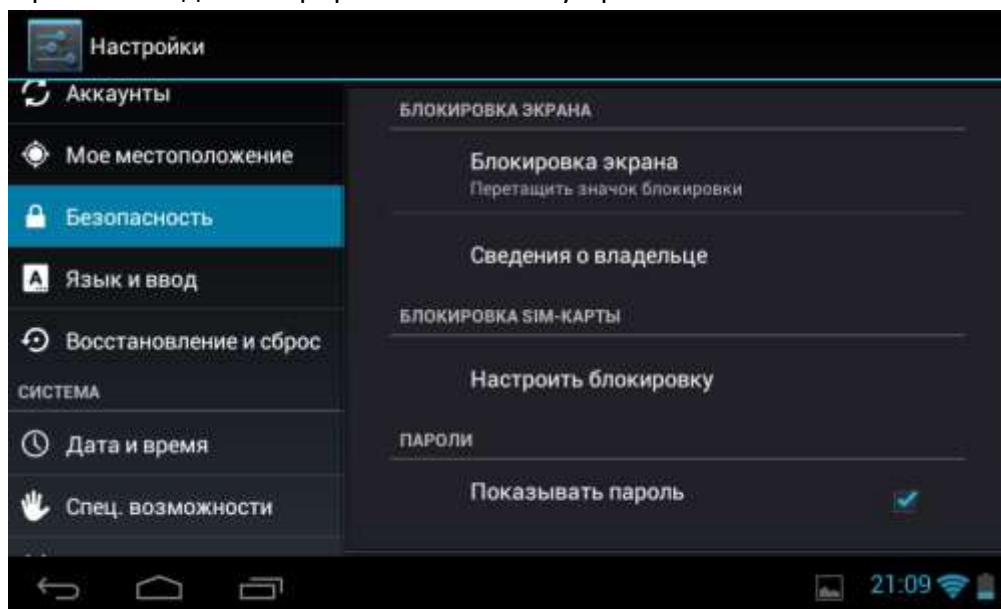 Настройки
Аккаунты
Мое местоположение
Безопасность
Язык и ввод
Восстановление и сброс
СИСТЕМА
Дата и время
Спец. возможности
БЛОКИРОВКА ЭКРАНА
Блокировка экрана
Перетащить значок блокировки
Сведения о владельце
БЛОКИРОВКА SIM-КАРТЫ
Настроить блокировку
ПАРОЛИ
Показывать пароль
21:09